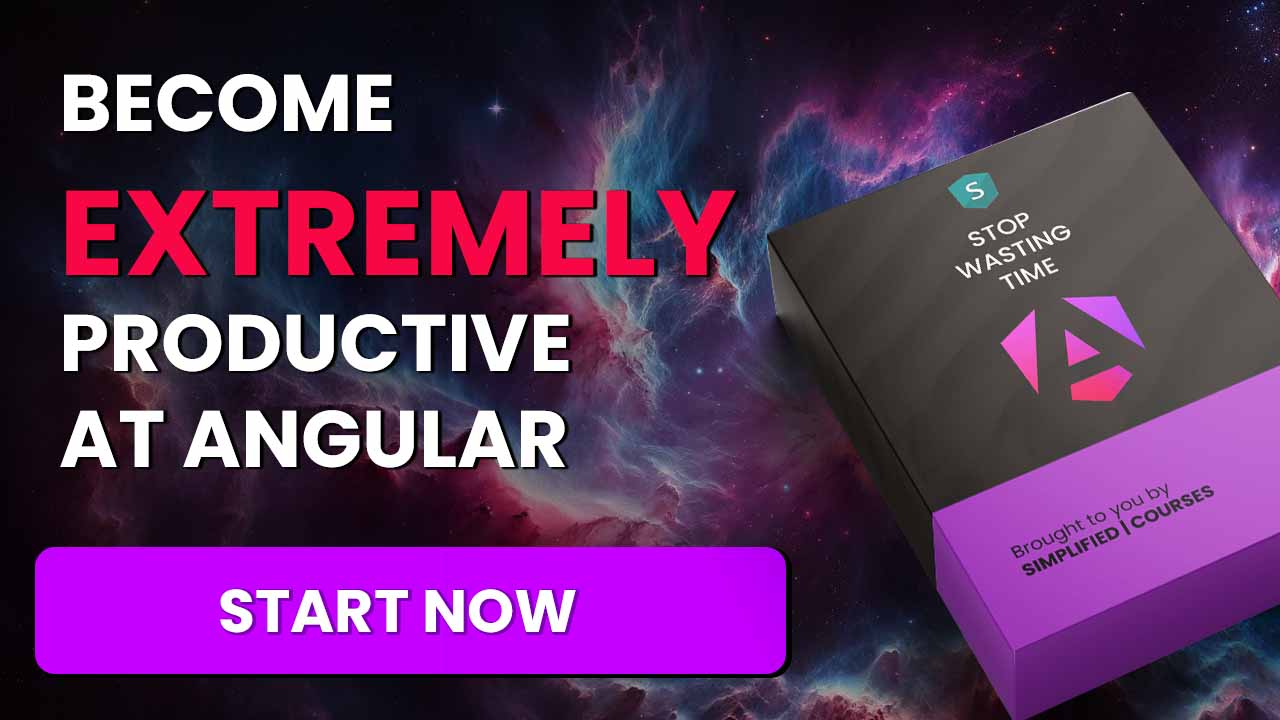 BECOME
EXTREMELY
PRODUCTIVE
AT ANGULAR
START NOW
S
STOP
WASTING
TIME
Brought to you by
SIMPLIFIED | COURSES